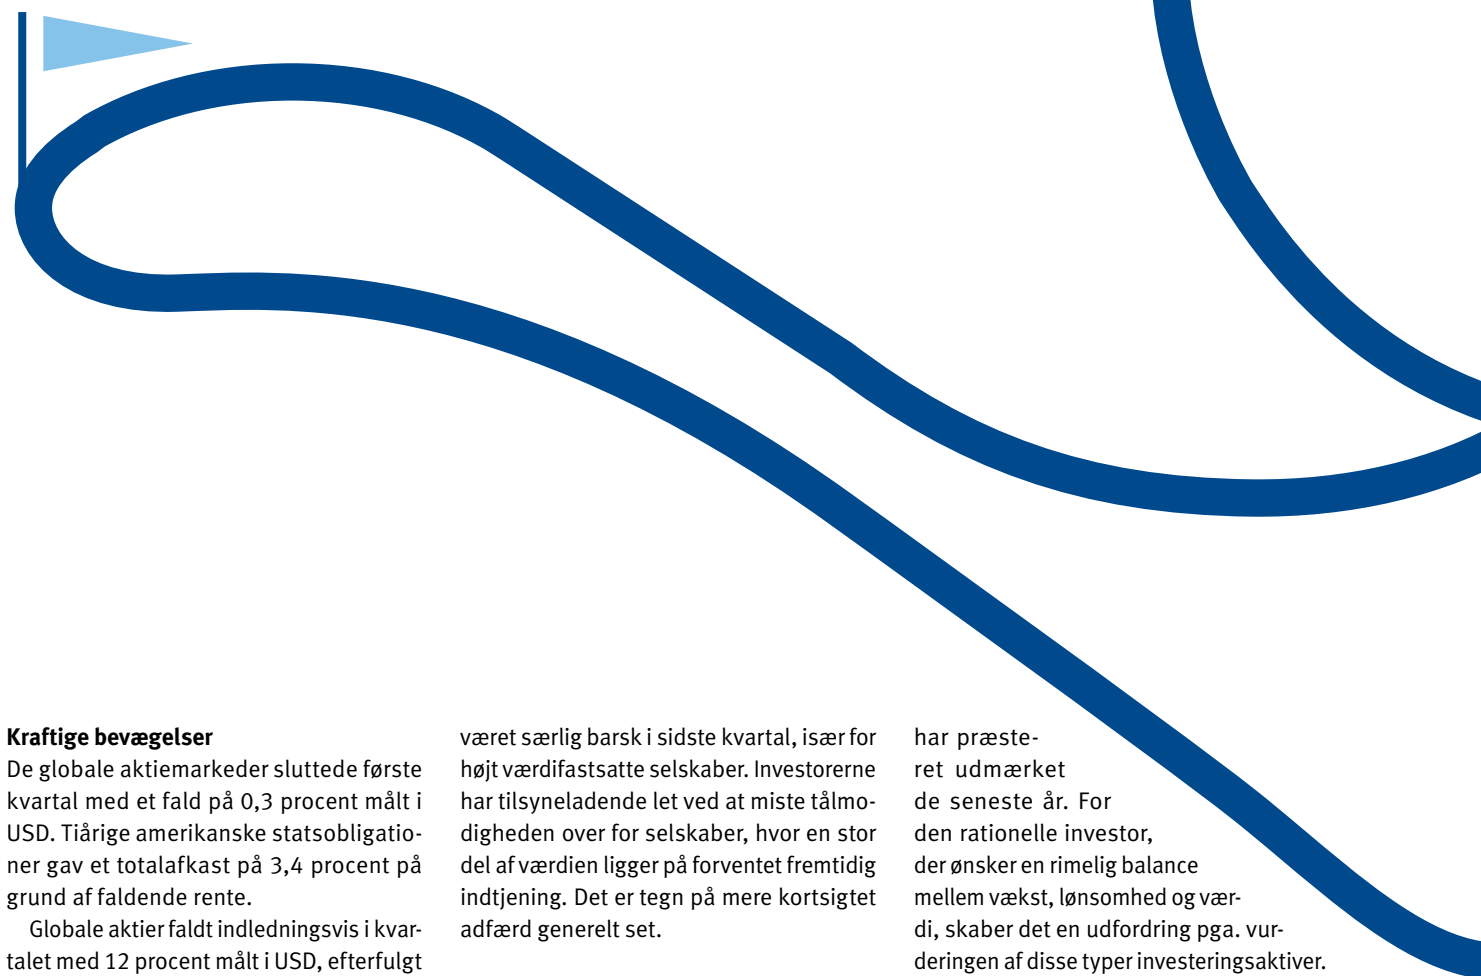 Kraftige bevægelser
De globale aktiemarkeder sluttede første
kvartal med et fald på 0,3 procent målt i
USD. Tiårige amerikanske statsobligatio-
ner gav et totalafkast på 3,4 procent på
grund af faldende rente.
Globale aktier faldt indledningsvis i kvar-
talet med 12 procent målt i USD, efterfulgt
været særlig barsk i sidste kvartal, især for
højt værdifastsatte selskaber. Investorerne
har tilsyneladende let ved at miste tålmo-
digheden over for selskaber, hvor en stor
del af værdien ligger på forventet fremtidig
indtjening. Det er tegn på mere kortsigtet
adfærd generelt set.
har præste-
ret udmærket
de seneste år. For
den rationelle investor,
der ønsker en rimelig balance
mellem vækst, lønsomhed og vær-
di, skaber det en udfordring pga. vur-
deringen af disse typer investeringsaktiver.